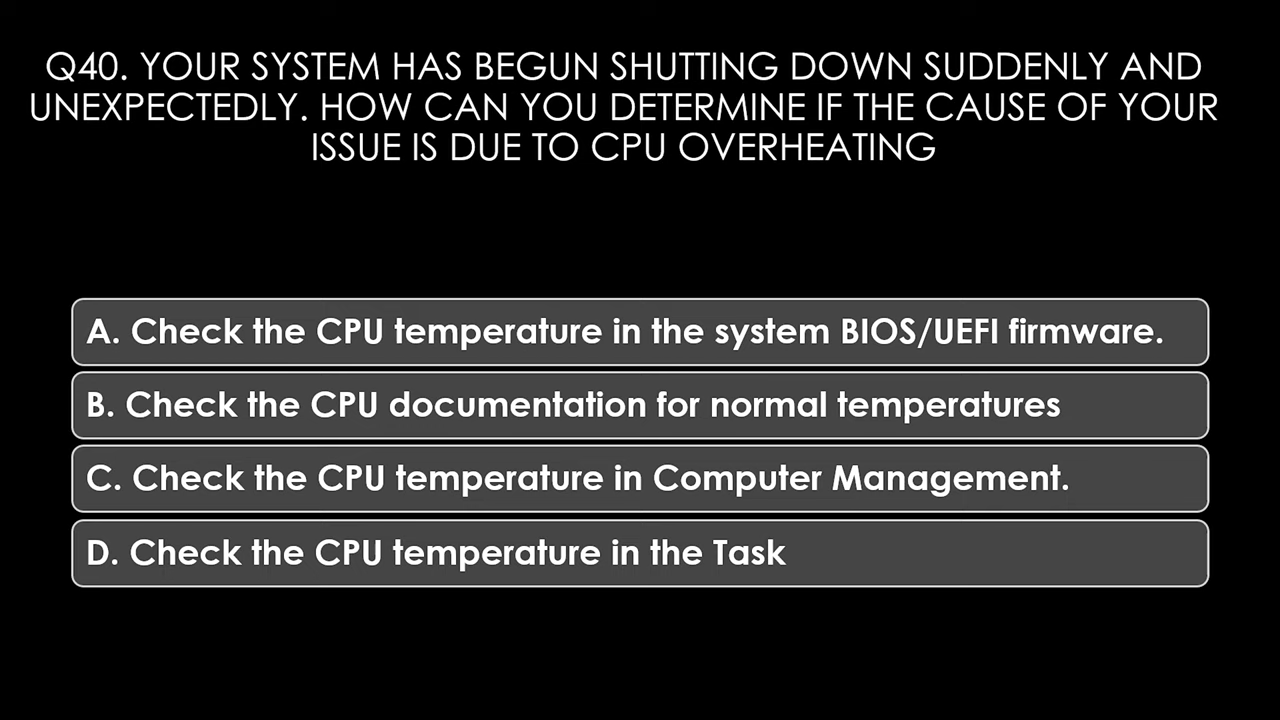 Q40. YOUR SYSTEM HAS BEGUN SHUTTING DOWN SUDDENLY AND
UNEXPECTEDLY. HOW CAN YOU DETERMINE IF THE CAUSE OF YOUR
ISSUE IS DUE TO CPU OVERHEATING
A. Check the CPU temperature in the system BIOS/UEFI firmware.
B. Check the CPU documentation for normal temperatures
C. Check the CPU temperature in Computer Management.
D. Check the CPU temperature in the Task